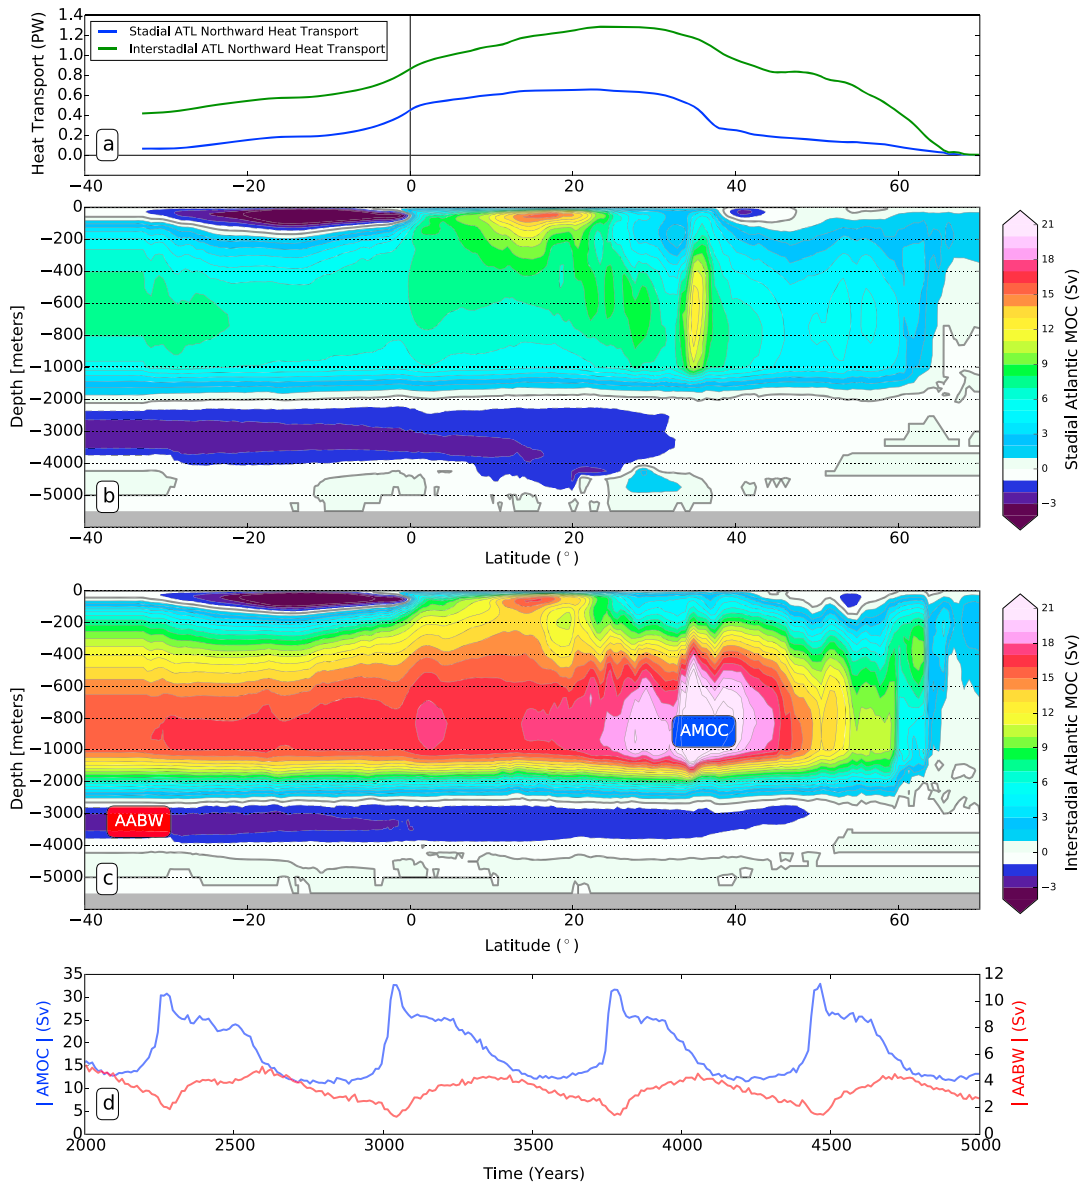 1.4
1.2
1.0
0.8
0.6
0.4
0.2
0.0
Heat Transport (PW)
Stadial ATL Northward Heat Transport
Interstadial ATL Northward Heat Transport
a
−40 −20 0 20 40 60
0
−200
−400
−600
−800
−1000
−2000
−3000
−4000
−5000
Depth [meters]
b
−40 −20 0 20 40 60
Latitude (°)
21
18
15
12
9
6
3
0
−3
Stadial Atlantic MOC (Sv)
0
−200
−400
−600
−800
−1000
−2000
−3000
−4000
−5000
Depth [meters]
AMOC
AABW
c
−40 −20 0 20 40 60
Latitude (°)
21
18
15
12
9
6
3
0
−3
Interstadial Atlantic MOC (Sv)
35
30
25
20
15
10
5
0
| AMOC | (Sv)
d
12
10
8
6
4
2
0
| AABW | (Sv)
2000 2500 3000 3500 4000 4500 5000
Time (Years)